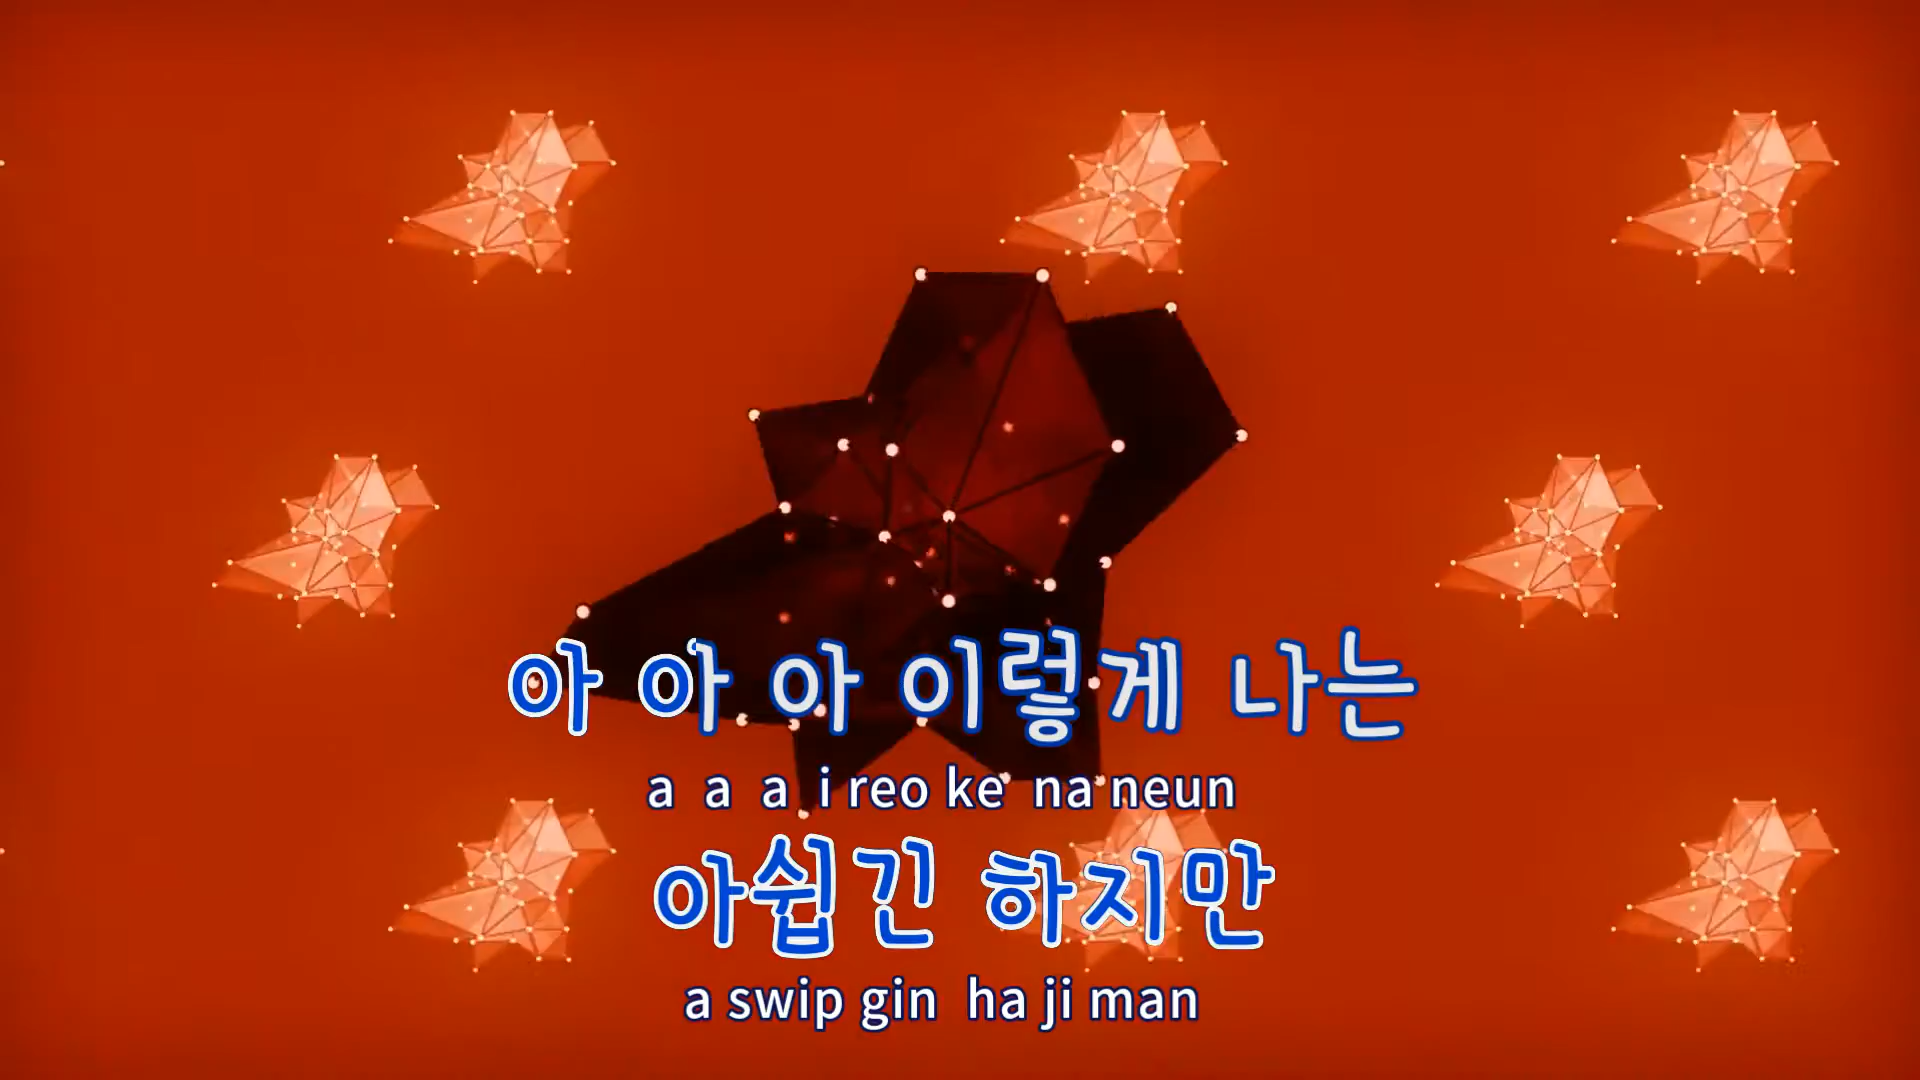 아 아 아 이렇게 나는
a a a i reo ke na neun
아쉽긴 하지만
a swip gin ha ji man